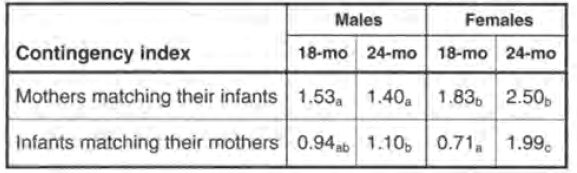 Males Females
Contingency index 18-mo 24-mo 18-mo 24-mo
Mothers matching their infants 1.53a 1.40a 1.83b 2.50b
Infants matching their mothers 0.94ab 1.10b 0.71a 1.99c